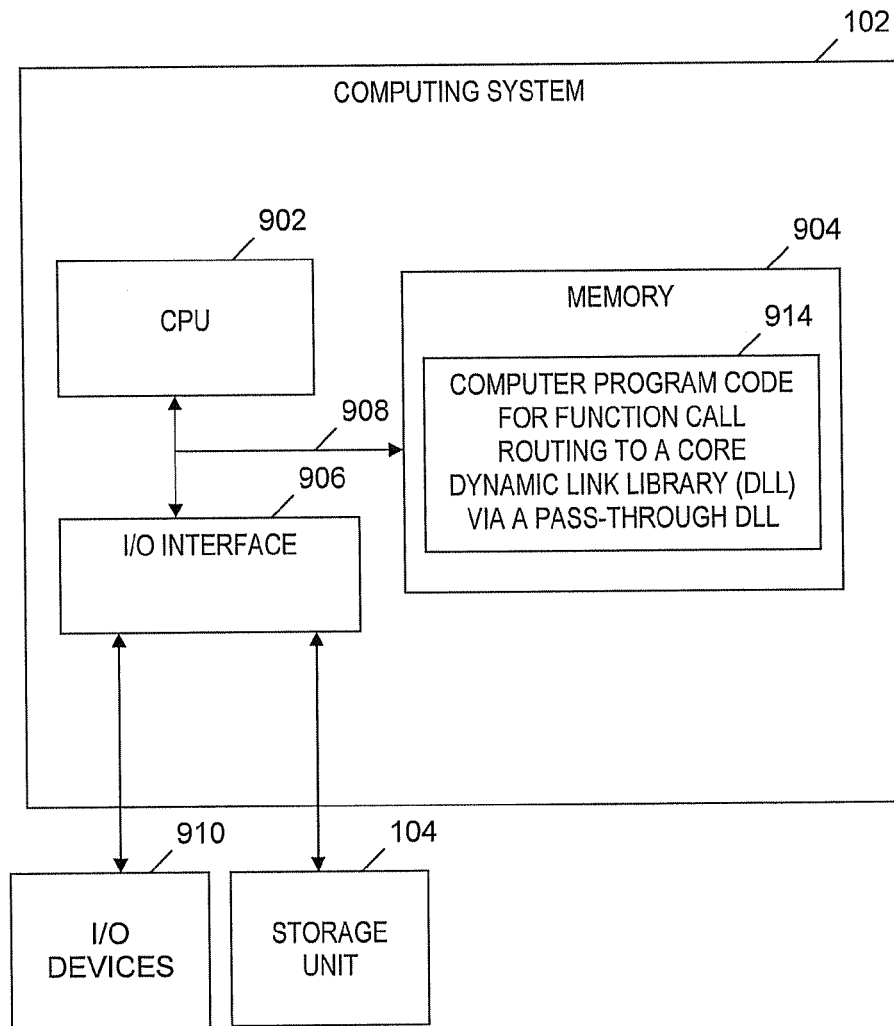 102
COMPUTING SYSTEM
902
CPU
904
MEMORY
914
COMPUTER PROGRAM CODE
FOR FUNCTION CALL
ROUTING TO A CORE
DYNAMIC LINK LIBRARY (DLL)
VIA A PASS-THROUGH DLL
908
906
I/O INTERFACE
910
I/O
DEVICES
104
STORAGE
UNIT